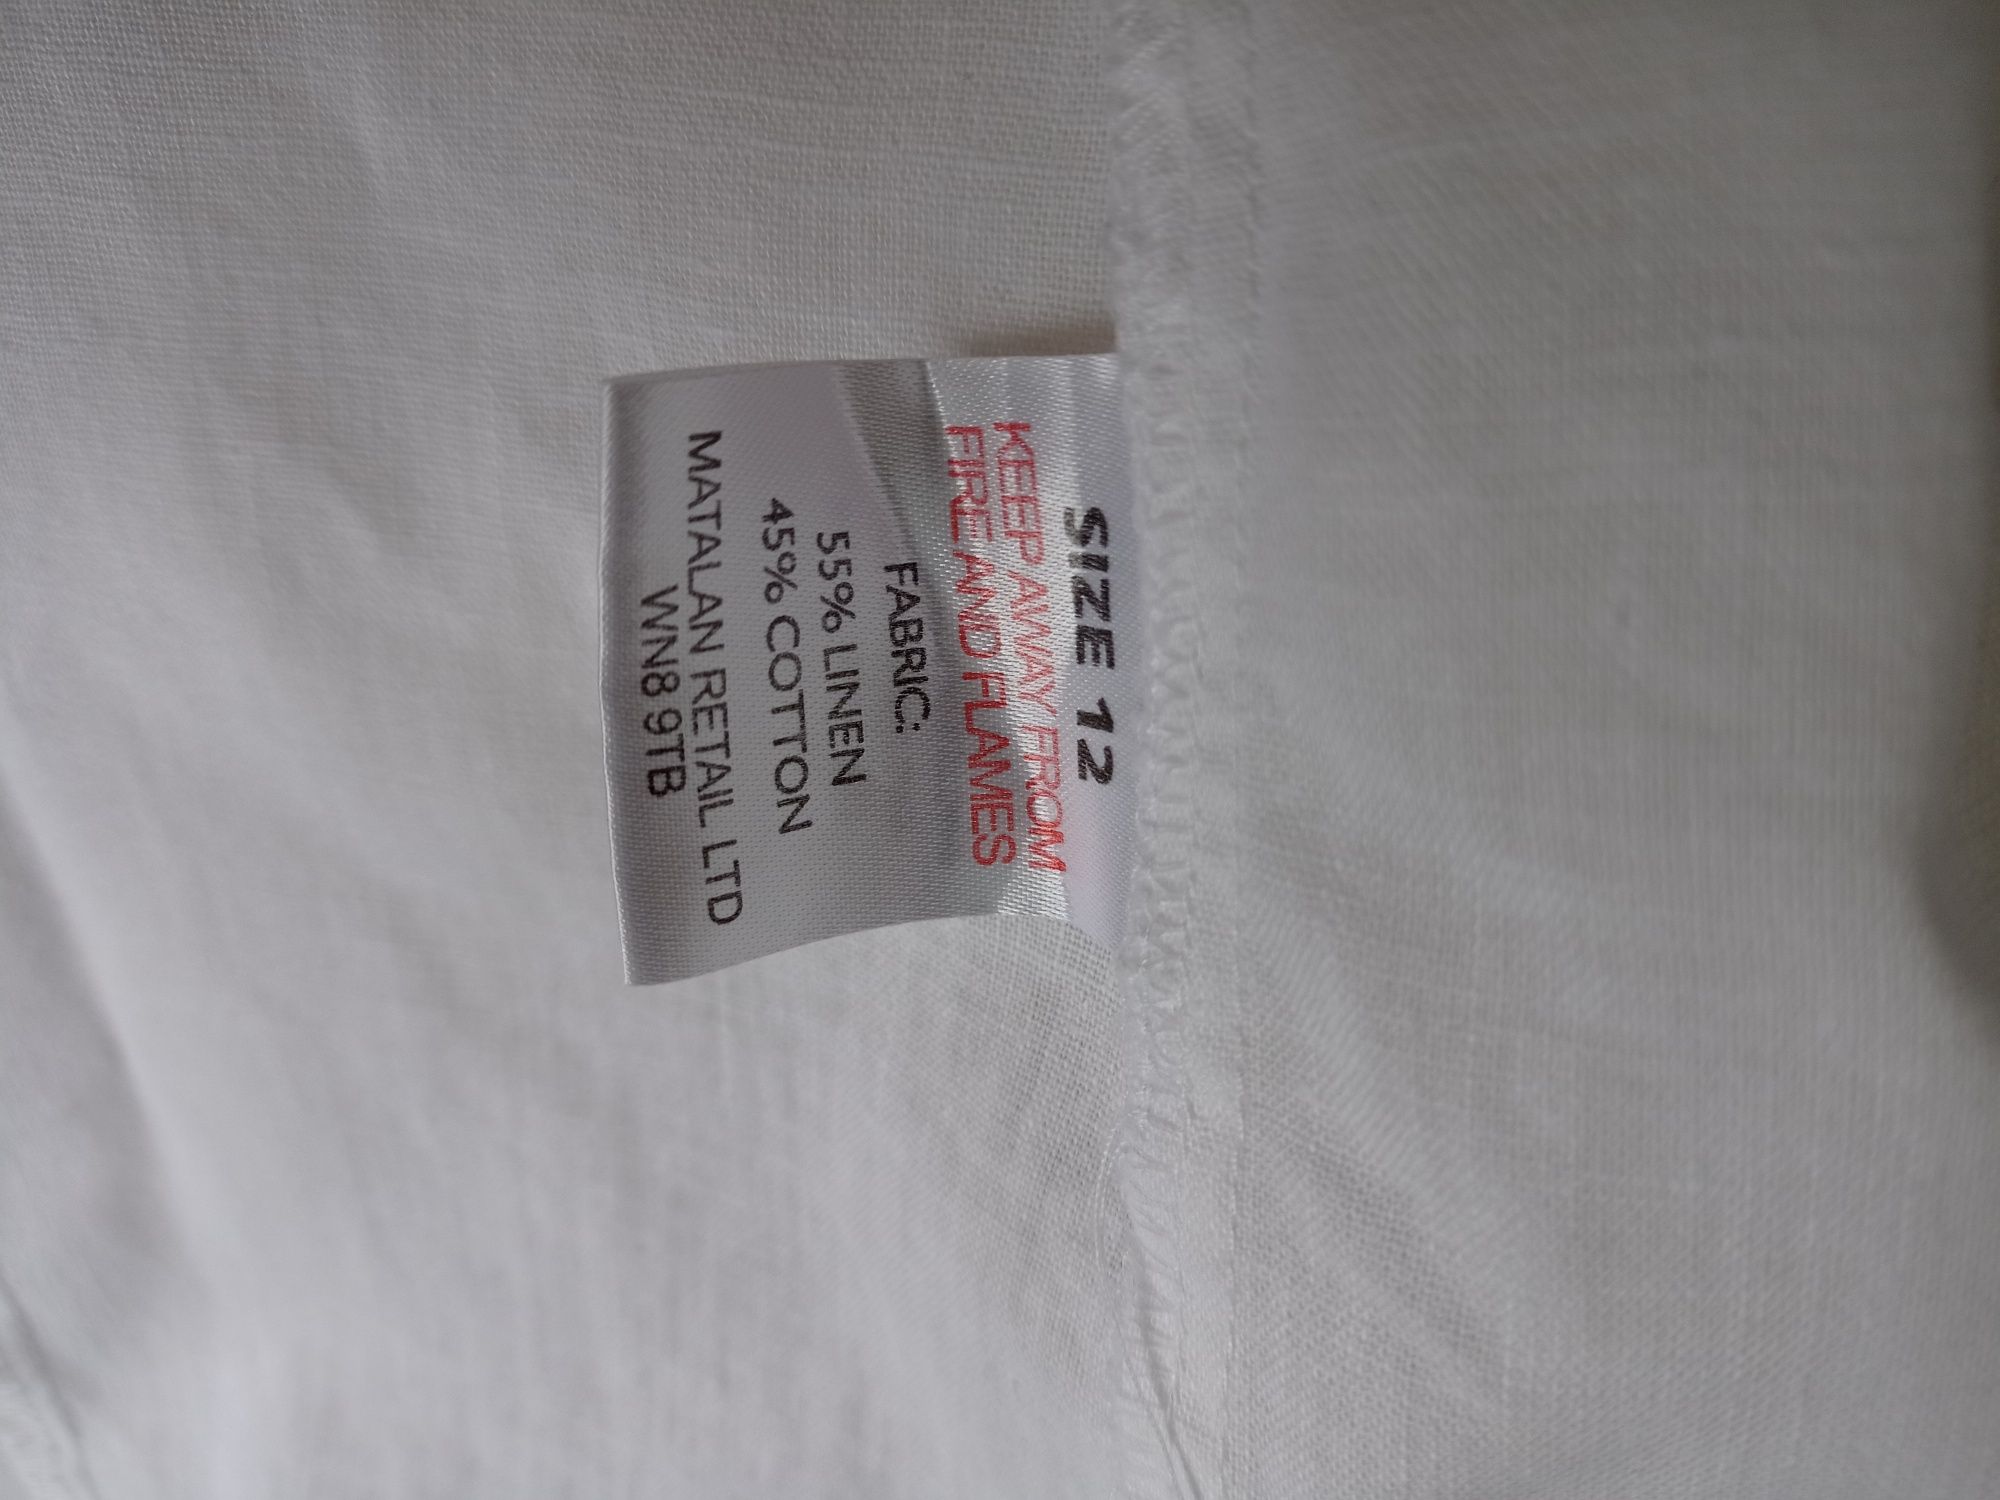 SIZE 12
KEEP AWAY FROM
FIRE AND FLAMES
FABRIC:
55% LINEN
45% COTTON
MATALAN RETAIL LTD
WN8 9TB